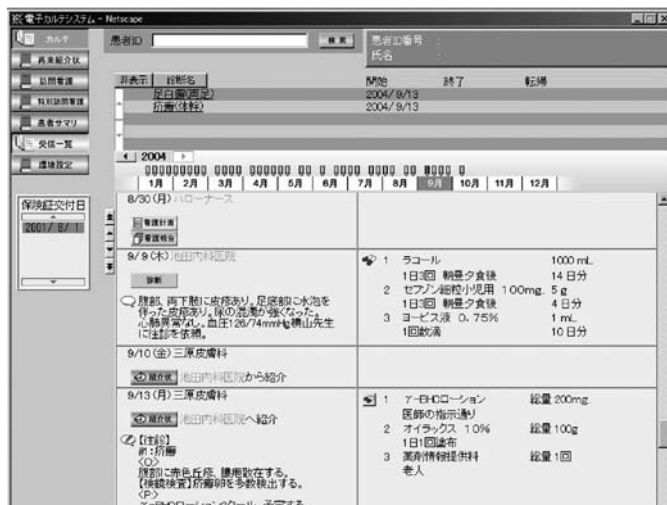 電子カルテシステム - Netscape
カルテ
再来紹介状
訪問看護
特別訪問看護
患者サマリ
受信一覧
環境設定
保険証交付日
2001/ 8/ 1
患者ID
検索
患者ID番号 :
氏名 :
非表示 診断名 開始 終了 転帰
足白癬(両足) 2004/ 9/13
疥癬(体幹) 2004/ 9/13
2004
1月 2月 3月 4月 5月 6月 7月 8月 9月 10月 11月 12月
8/30(月) ハローナース
看護計画
看護報告
9/ 9(木) 池田内科医院
診断
腹部、両下肢に皮疹あり。足底部に水泡を
伴った皮疹あり。尿の混濁が強くなった。
心肺異常なし。血圧126/74mmHg横山先生
に往診を依頼。
1 ラコール 1000 mL
1日3回 朝昼夕食後 14 日分
2 セフゾン細粒小児用 100mg 5 g
1日3回 朝昼夕食後 4 日分
3 ヨービス液 0.75% 1 mL
1回数滴 10 日分
9/10(金) 三原皮膚科
紹介状 池田内科医院から紹介
9/13(月) 三原皮膚科
紹介状 池田内科医院へ紹介
【往診】
前:疥癬
<O>
腹部に赤色丘疹、膿疱散在する。
【検鏡検査】疥癬卵を多数検出する。
<P>
1 γ-BHCローション 総量 200mg
医師の指示通り
2 オイラックス 10% 総量 100g
1日1回塗布
3 薬剤情報提供料 総量 1回
老人